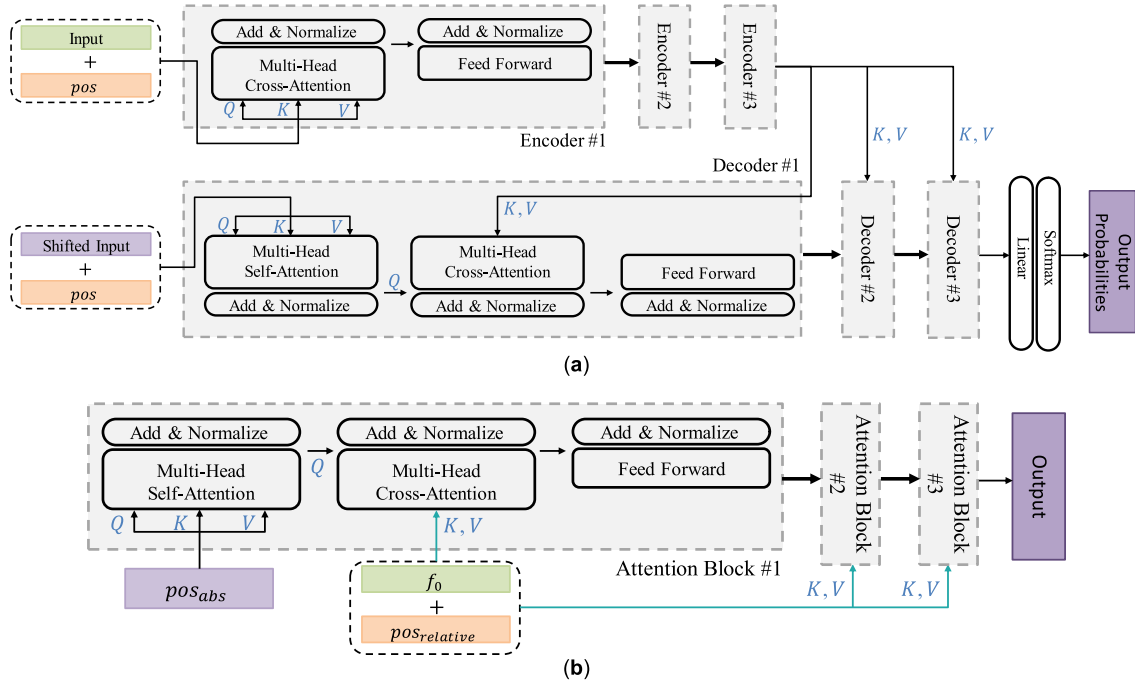 Input
+
pos
Add & Normalize
Multi-Head
Cross-Attention
Q K V
Add & Normalize
Feed Forward
Encoder #1
Encoder #2
Encoder #3
K, V
K, V
Decoder #1
Shifted Input
+
pos
K, V
Q K V
Multi-Head
Self-Attention
Add & Normalize
Q
Multi-Head
Cross-Attention
Add & Normalize
Feed Forward
Add & Normalize
Decoder #2
Decoder #3
Linear
Softmax
Output
Probabilities
(a)
Add & Normalize
Multi-Head
Self-Attention
Q K V
pos_abs
Q
Add & Normalize
Multi-Head
Cross-Attention
K, V
Add & Normalize
Feed Forward
Attention Block #1
f_0
+
pos_relative
Attention Block
#2
Attention Block
#3
K, V
K, V
Output
(b)